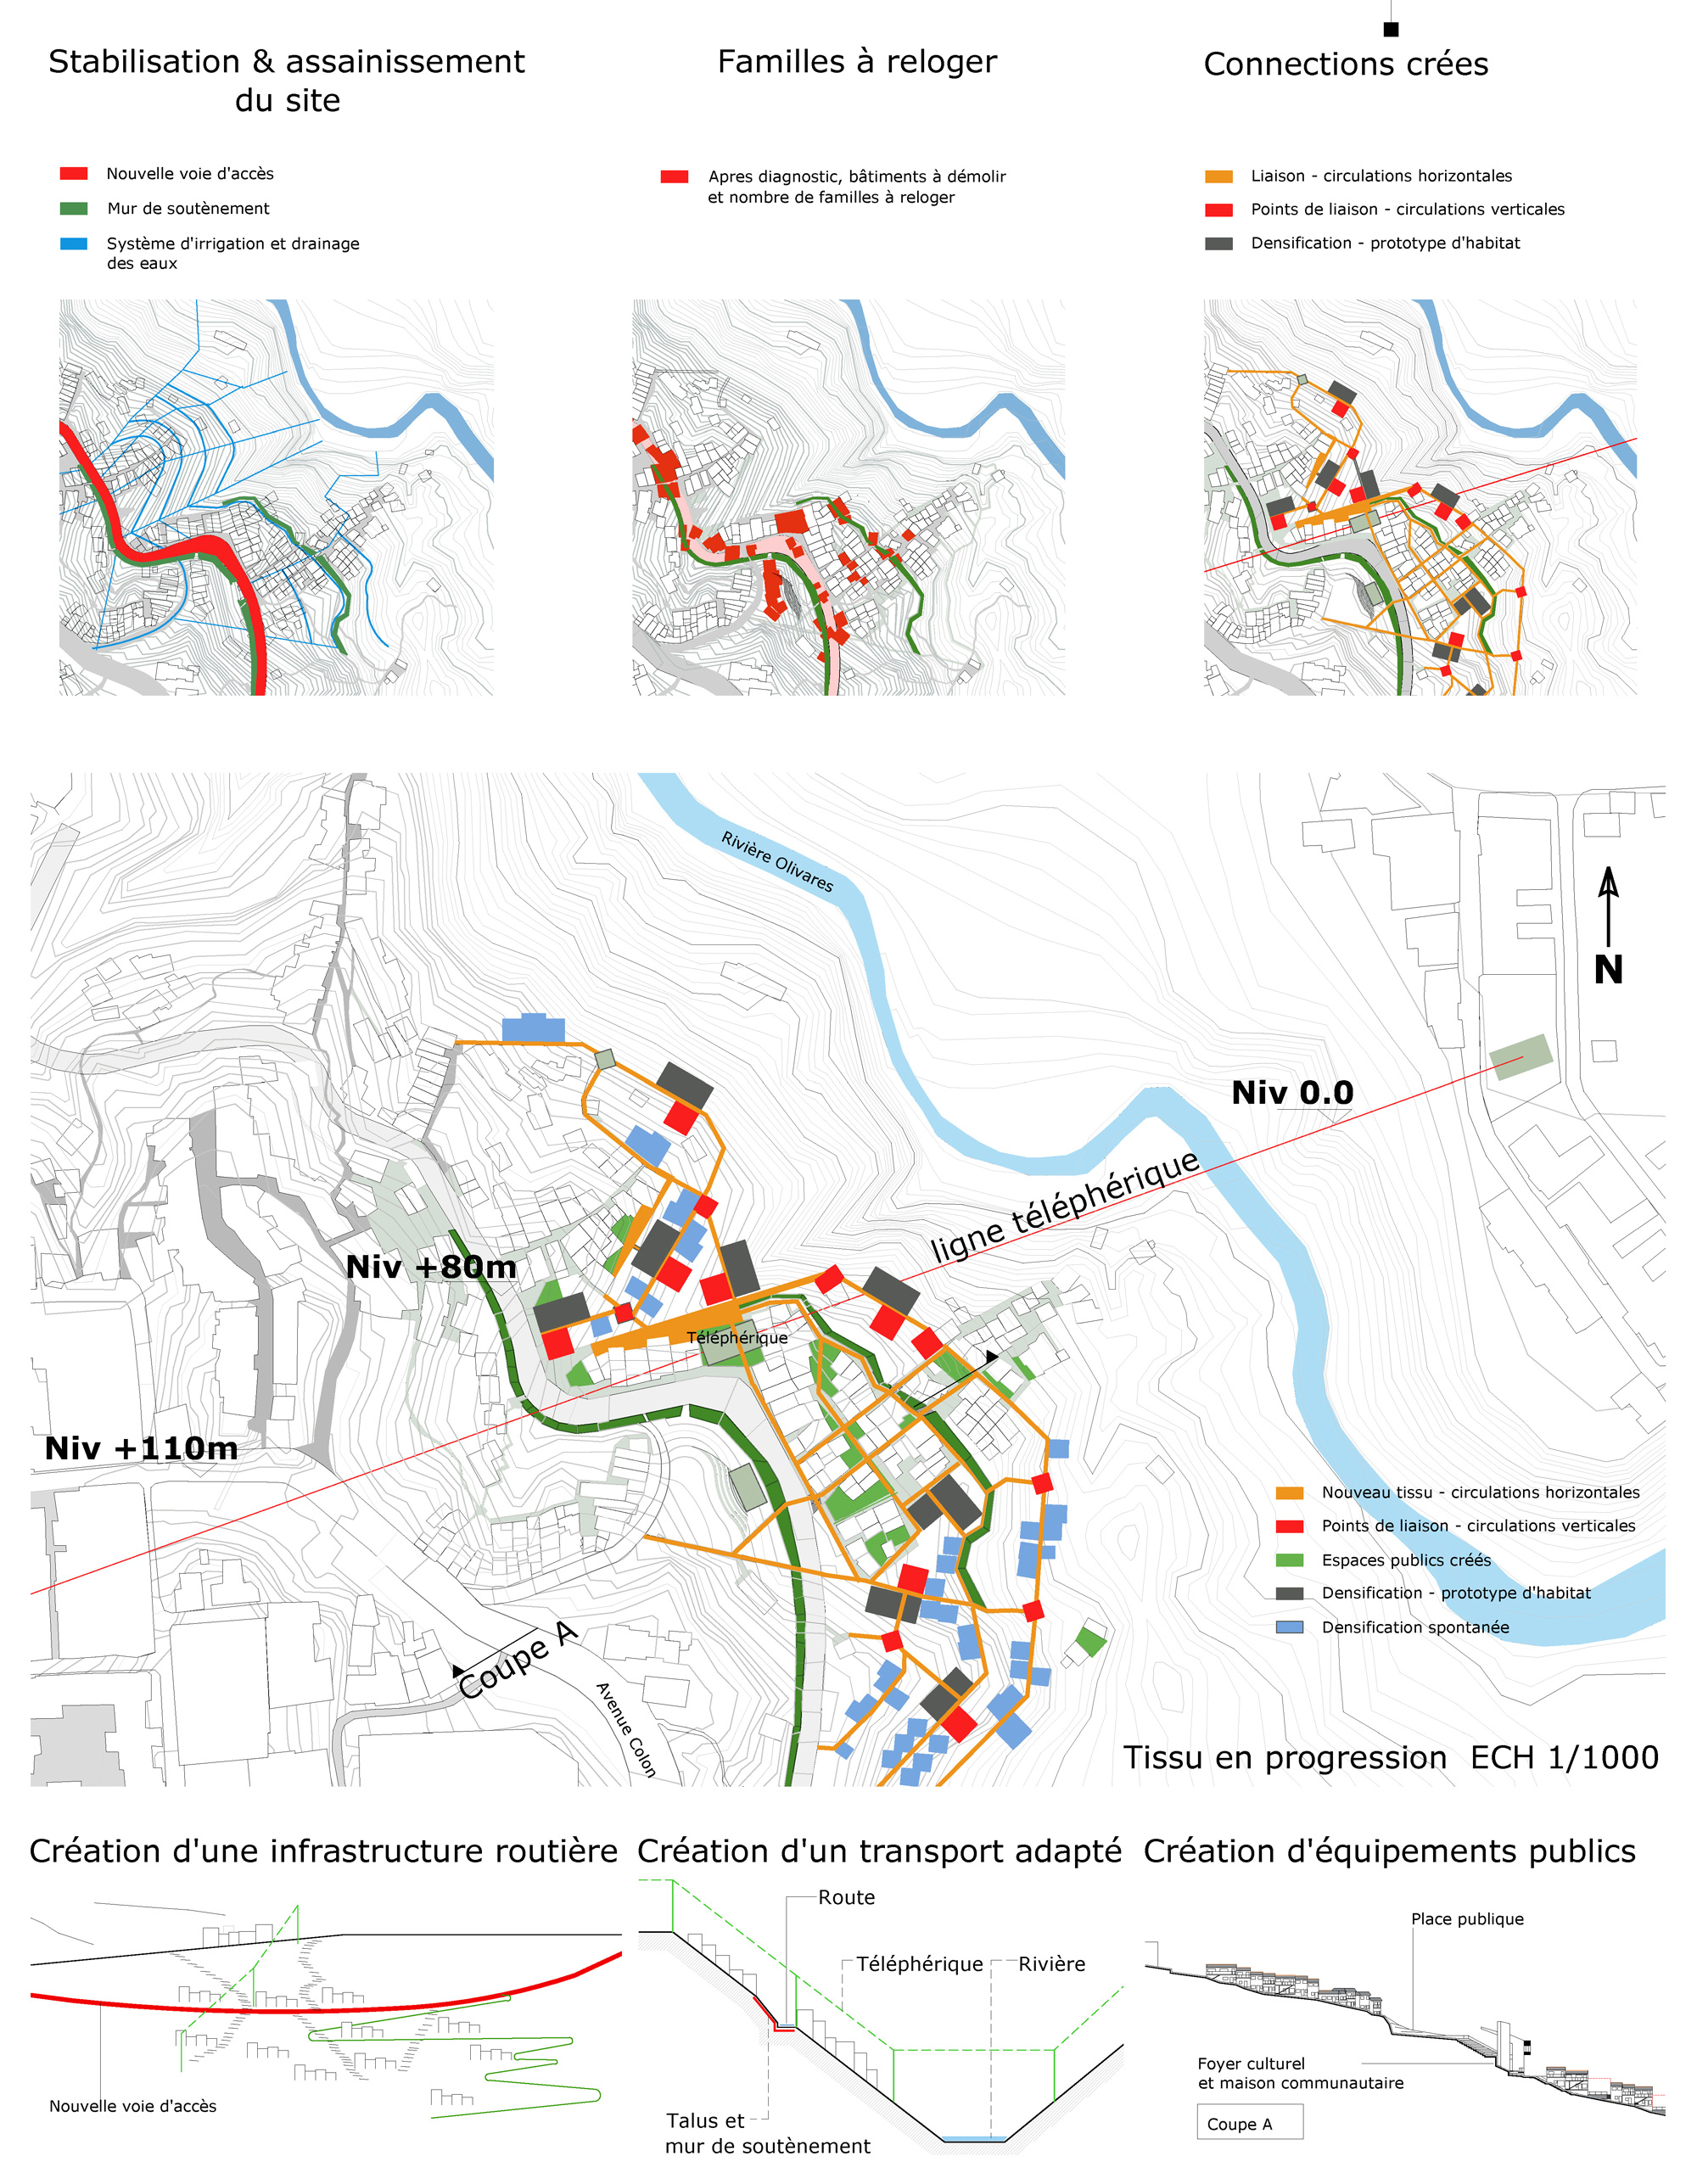 Stabilisation & assainissement
du site
Nouvelle voie d'accès
Mur de soutènement
Système d'irrigation et drainage
des eaux
Familles à reloger
Apres diagnostic, bâtiments à démolir
et nombre de familles à reloger
Connections crées
Liaison - circulations horizontales
Points de liaison - circulations verticales
Densification - prototype d'habitat
Rivière Olivares
N
Niv 0.0
ligne téléphérique
Niv +80m
Téléphérique
Niv +110m
Coupe A
Avenue Colon
Nouveau tissu - circulations horizontales
Points de liaison - circulations verticales
Espaces publics créés
Densification - prototype d'habitat
Densification spontanée
Tissu en progression ECH 1/1000
Création d'une infrastructure routière
Nouvelle voie d'accès
Création d'un transport adapté
Route
Téléphérique
Rivière
Talus et
mur de soutènement
Création d'équipements publics
Place publique
Foyer culturel
et maison communautaire
Coupe A